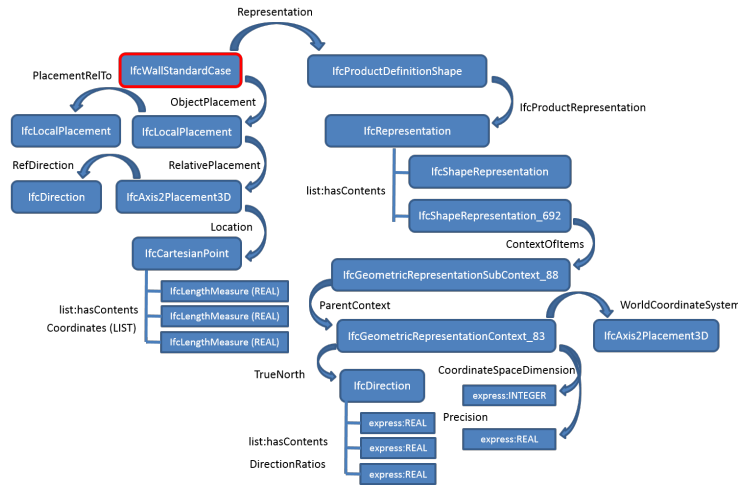 Representation
IfcWallStandardCase
IfcProductDefinitionShape
PlacementRelTo
ObjectPlacement
IfcProductRepresentation
IfcLocalPlacement
IfcLocalPlacement
IfcRepresentation
RefDirection
RelativePlacement
IfcShapeRepresentation
IfcDirection
IfcAxis2Placement3D
list:hasContents
IfcShapeRepresentation_692
Location
ContextOfItems
IfcCartesianPoint
IfcGeometricRepresentationSubContext_88
IfcLengthMeasure (REAL)
list:hasContents
IfcLengthMeasure (REAL)
Coordinates (LIST)
IfcLengthMeasure (REAL)
ParentContext
WorldCoordinateSystem
IfcGeometricRepresentationContext_83
IfcAxis2Placement3D
TrueNorth
CoordinateSpaceDimension
IfcDirection
express:INTEGER
Precision
express:REAL
express:REAL
list:hasContents
express:REAL
DirectionRatios
express:REAL